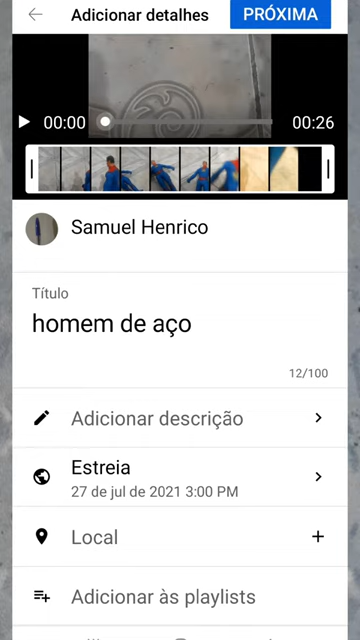 Adicionar detalhes
PRÓXIMA
00:00
00:26
Samuel Henrico
Título
homem de aço
12/100
Adicionar descrição
Estreia
27 de jul de 2021 3:00 PM
Local
Adicionar às playlists